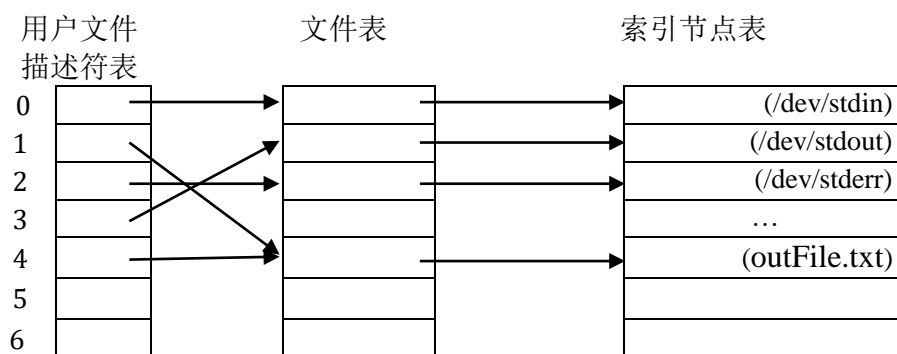 用户文件 文件表 索引节点表
描述符表
0 (/dev/stdin)
1 (/dev/stdout)
2 (/dev/stderr)
3 …
4 (outFile.txt)
5
6